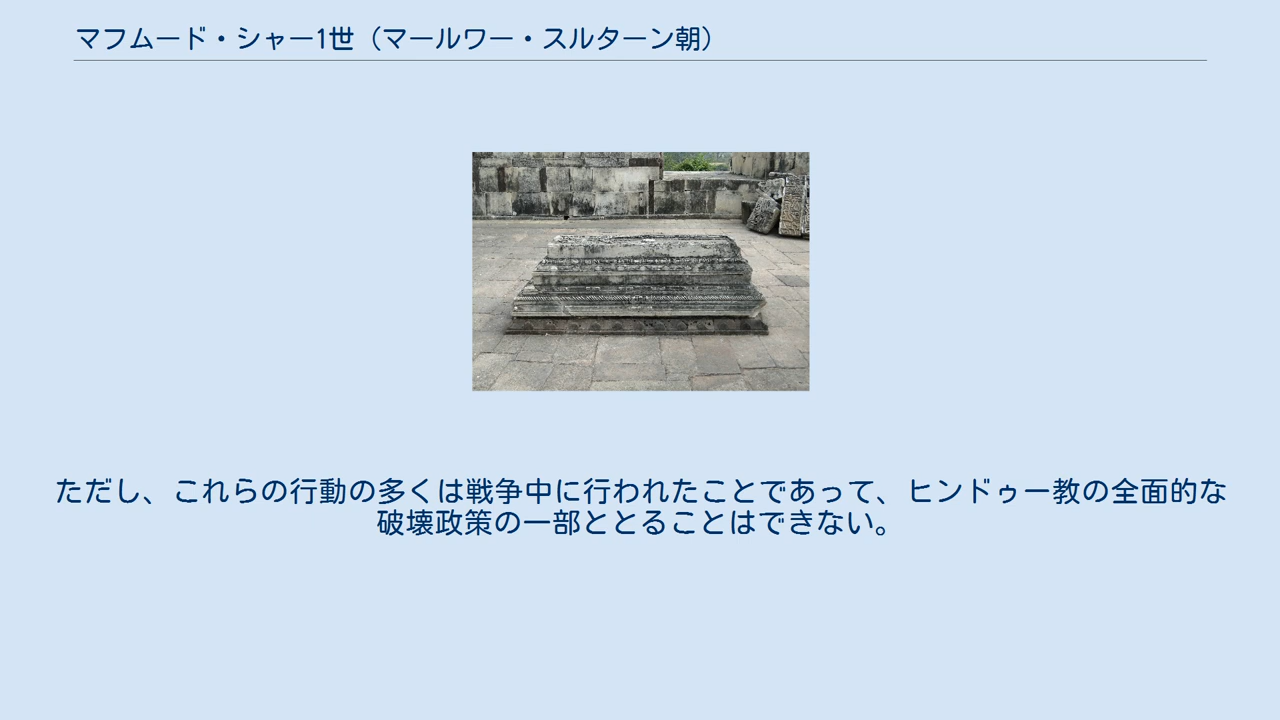 マフムード・シャー1世（マールワー・スルターン朝）
ただし、これらの行動の多くは戦争中に行われたことであって、ヒンドゥー教の全面的な
破壊政策の一部ととることはできない。